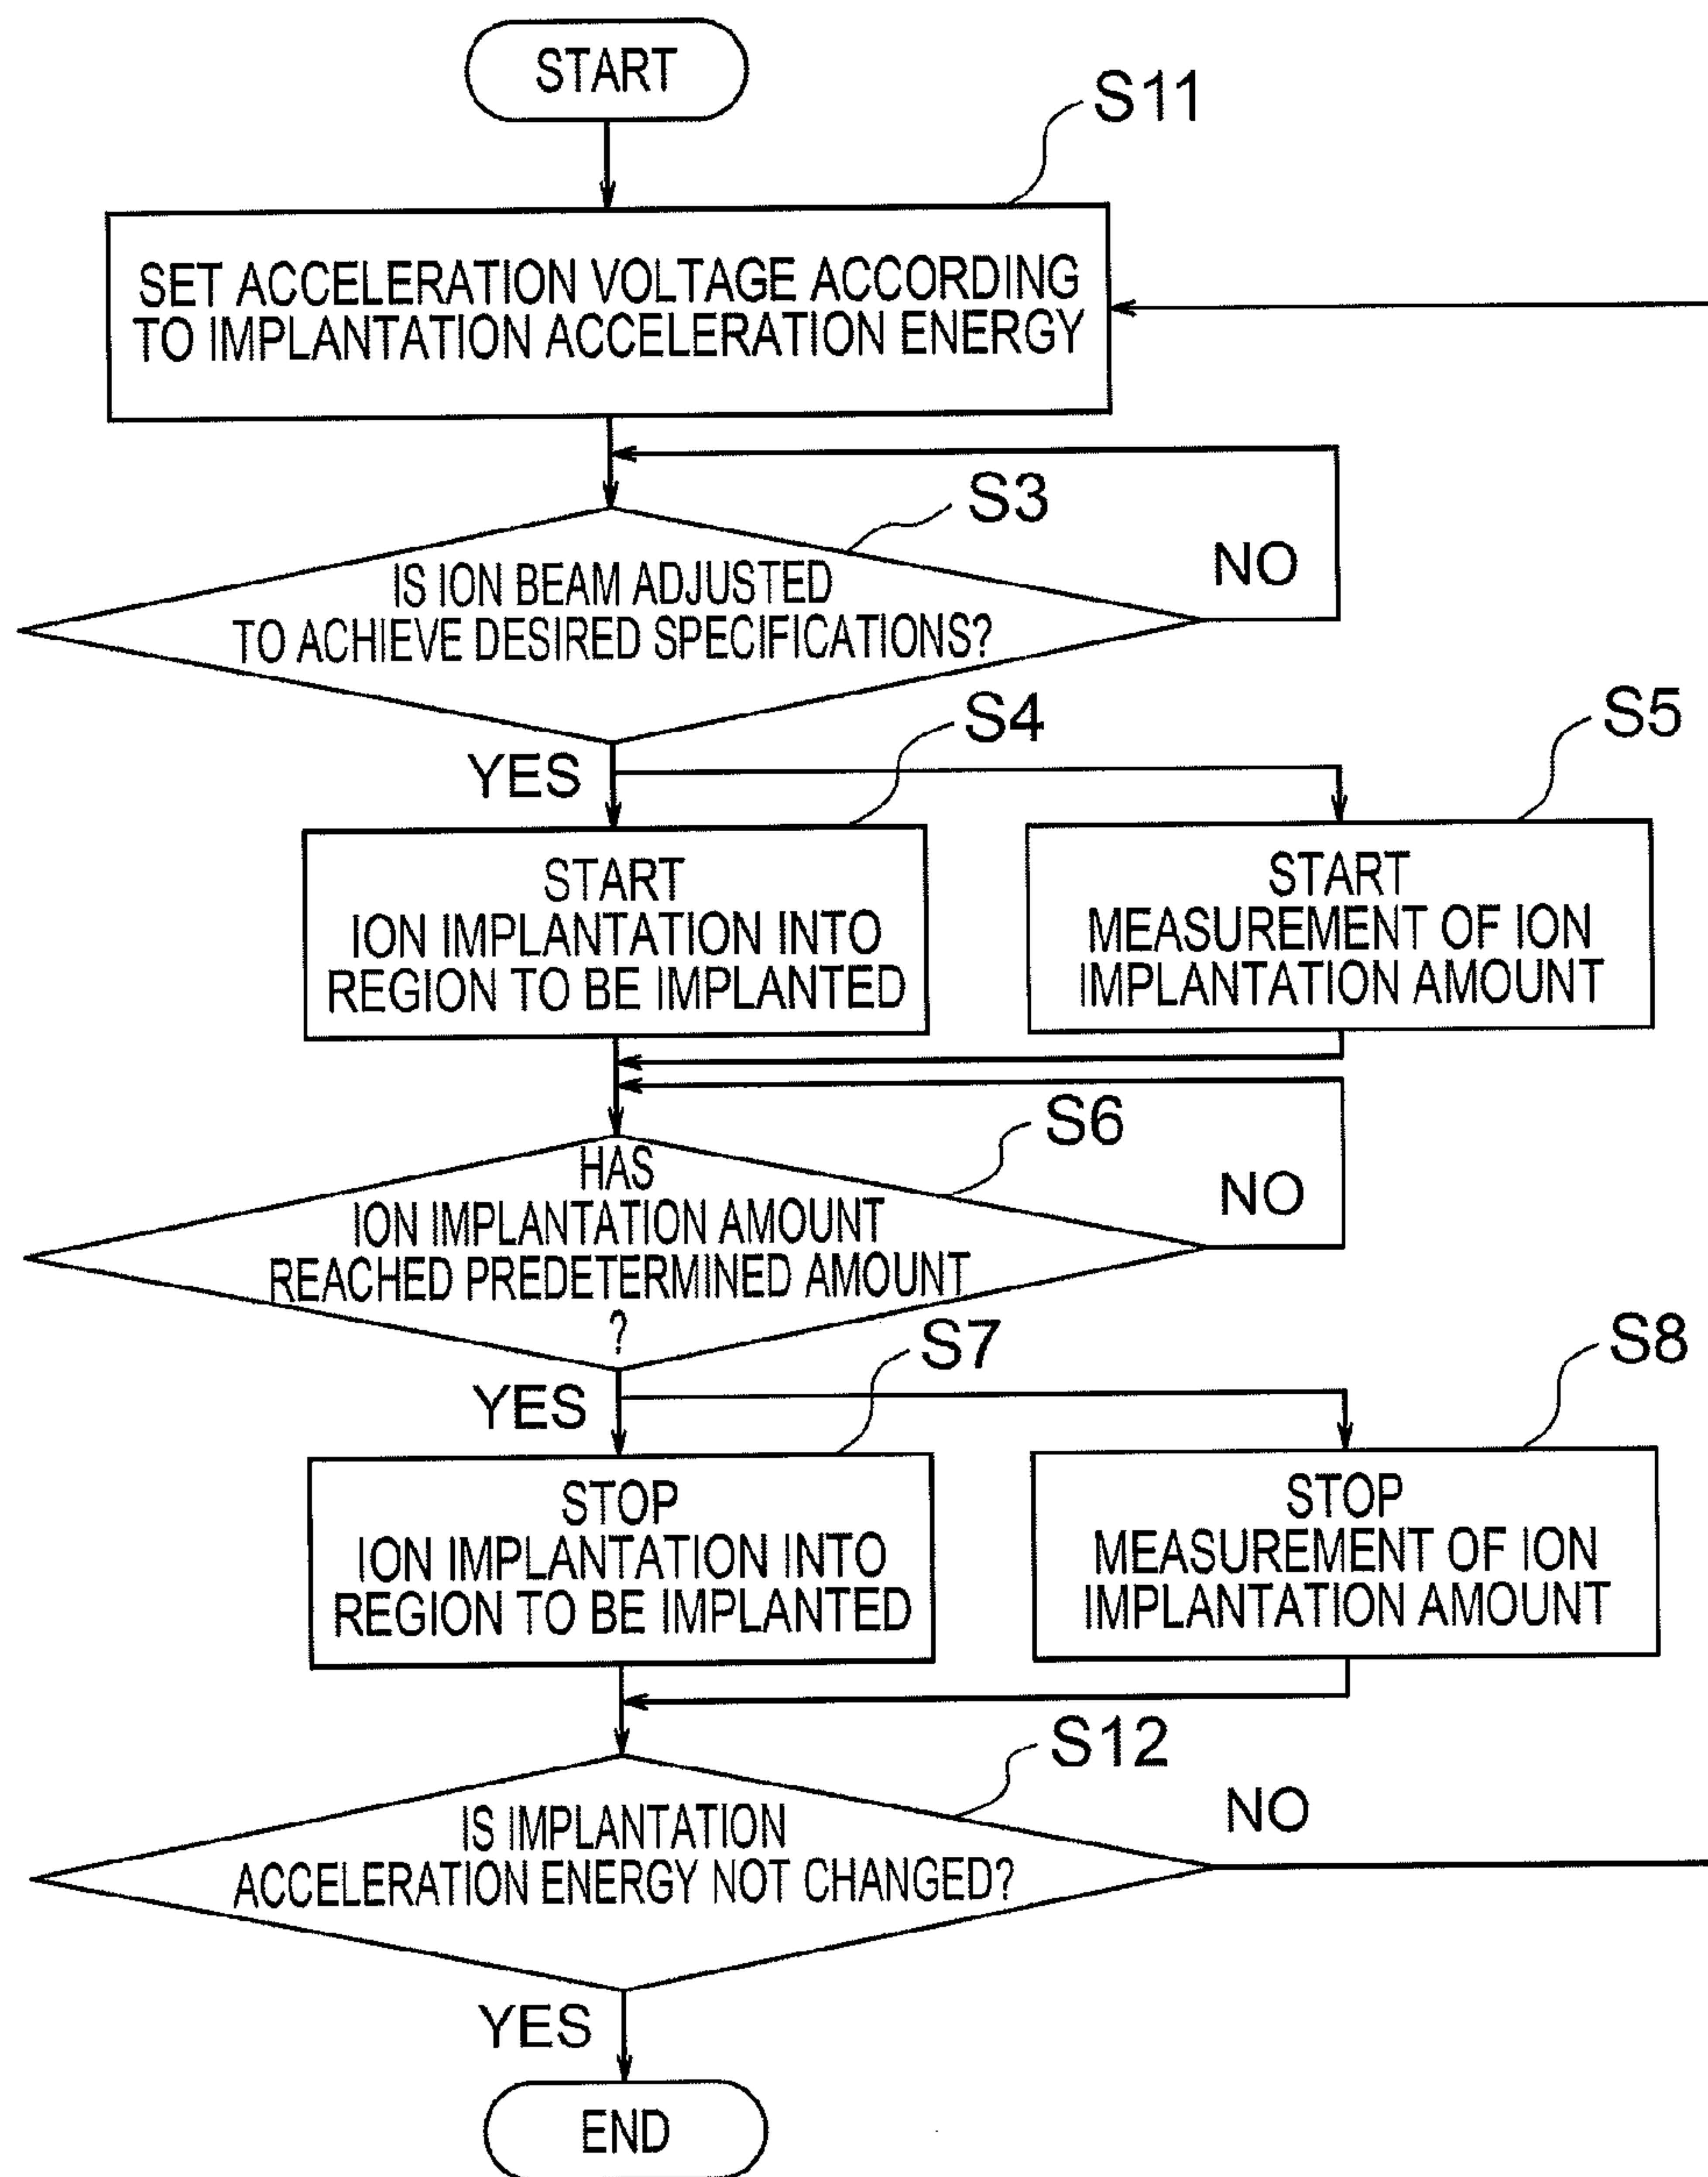 START
S11
SET ACCELERATION VOLTAGE ACCORDING
TO IMPLANTATION ACCELERATION ENERGY
S3
IS ION BEAM ADJUSTED
TO ACHIEVE DESIRED SPECIFICATIONS?
NO
YES
S4
S5
START
ION IMPLANTATION INTO
REGION TO BE IMPLANTED
START
MEASUREMENT OF ION
IMPLANTATION AMOUNT
S6
HAS
ION IMPLANTATION AMOUNT
REACHED PREDETERMINED AMOUNT
?
NO
YES
S7
S8
STOP
ION IMPLANTATION INTO
REGION TO BE IMPLANTED
STOP
MEASUREMENT OF ION
IMPLANTATION AMOUNT
S12
IS IMPLANTATION
ACCELERATION ENERGY NOT CHANGED?
NO
YES
END